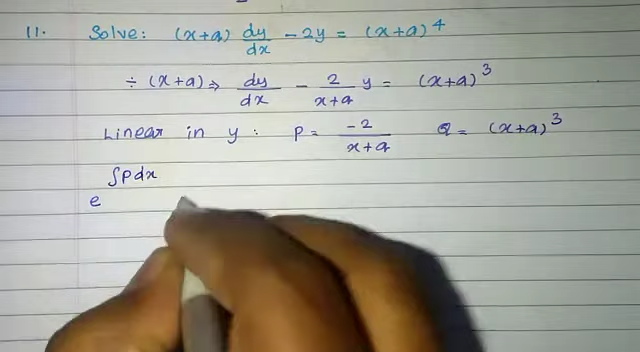 11. Solve: (x+a) dy/dx - 2y = (x+a)^4
÷ (x+a) ⇒ dy/dx - 2/(x+a) y = (x+a)^3
Linear in y : P = -2/(x+a) Q = (x+a)^3
e^∫Pdx